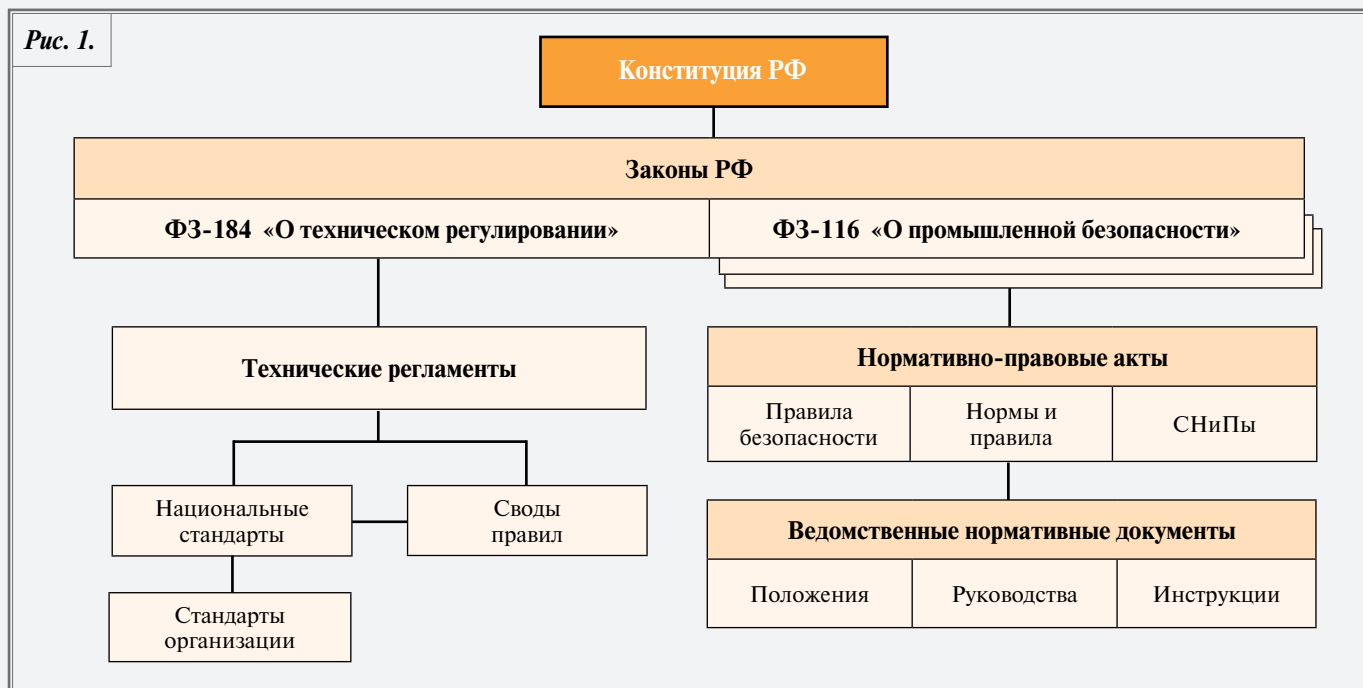 Рис. 1.
Конституция РФ
Законы РФ
ФЗ-184 «О техническом регулировании»
ФЗ-116 «О промышленной безопасности»
Технические регламенты
Национальные
стандарты
Своды
правил
Стандарты
организации
Нормативно-правовые акты
Правила
безопасности
Нормы и
правила
СНиПы
Ведомственные нормативные документы
Положения
Руководства
Инструкции